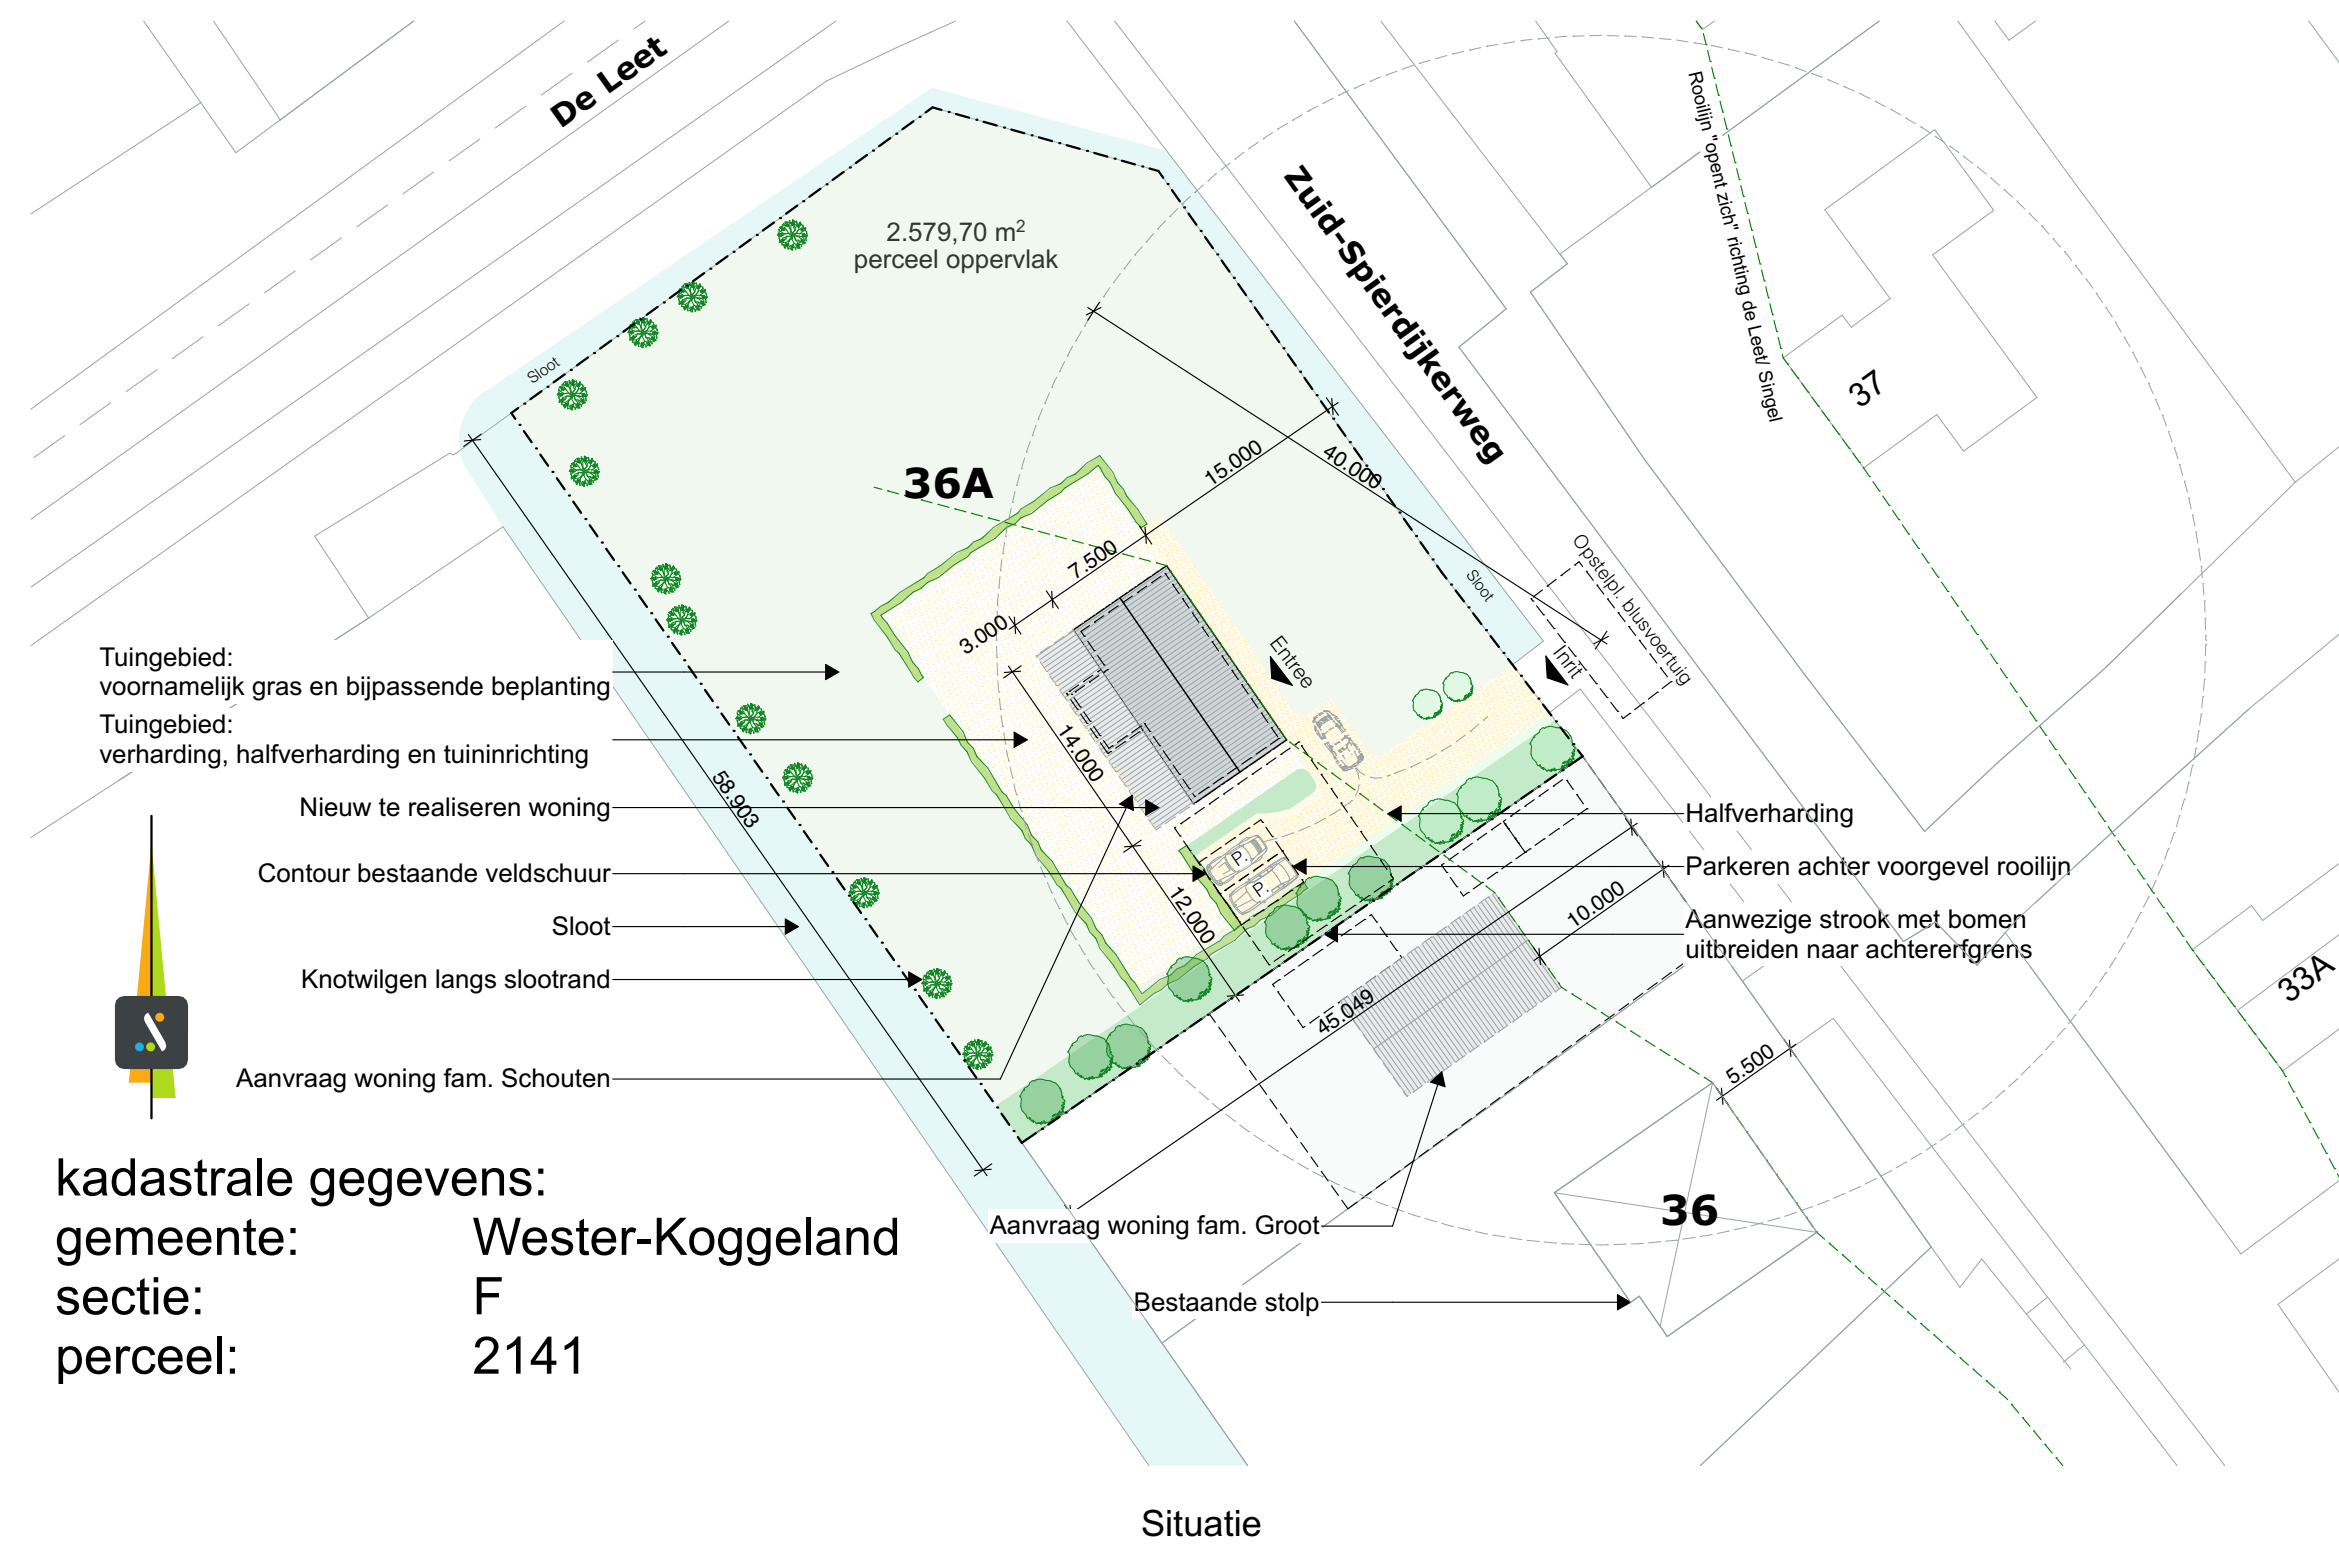 De Leet
Zuid-Spierdijkerweg
Rooilijn "opent zich" richting de Leet/ Singel
2.579,70 m²
perceel oppervlak
Sloot
36A
37
15.000
40.000
7.500
3.000
Opstelpl. blusvoertuig
Sloot
Entree
Inrit
Tuingebied:
voornamelijk gras en bijpassende beplanting
Tuingebied:
verharding, halfverharding en tuininrichting
14.000
58.903
Nieuw te realiseren woning
Halfverharding
Contour bestaande veldschuur
P.
P.
Parkeren achter voorgevel rooilijn
12.000
10.000
Sloot
Aanwezige strook met bomen
uitbreiden naar achtererfgrens
Knotwilgen langs slootrand
33A
45.049
Aanvraag woning fam. Schouten
5.500
kadastrale gegevens:
gemeente: Wester-Koggeland
sectie: F
perceel: 2141
Aanvraag woning fam. Groot
36
Bestaande stolp
Situatie